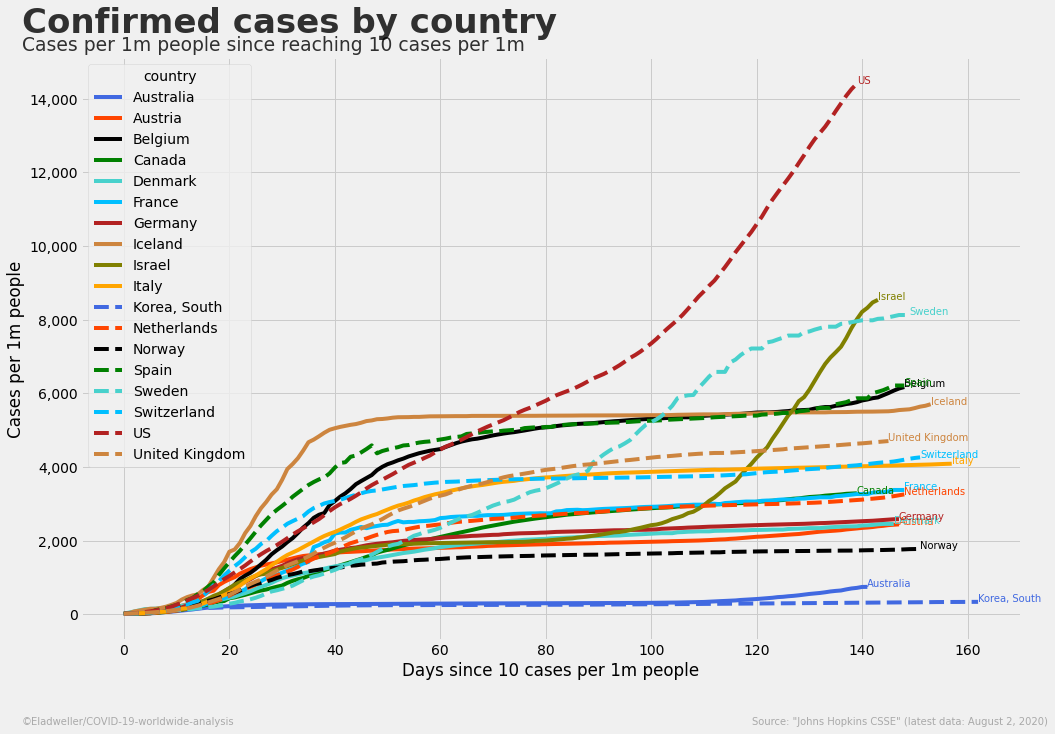 Confirmed cases by country
Cases per 1m people since reaching 10 cases per 1m
country
Australia
Austria
Belgium
Canada
Denmark
France
Germany
Iceland
Israel
Italy
Korea, South
Netherlands
Norway
Spain
Sweden
Switzerland
US
United Kingdom
Cases per 1m people
14,000
12,000
10,000
8,000
6,000
4,000
2,000
0
US
Israel
Sweden
Belgium
Iceland
United Kingdom
Switzerland
Italy
Canada
France
Netherlands
Germany
Austria
Norway
Australia
Korea, South
0 20 40 60 80 100 120 140 160
Days since 10 cases per 1m people
©Eladweller/COVID-19-worldwide-analysis
Source: "Johns Hopkins CSSE" (latest data: August 2, 2020)